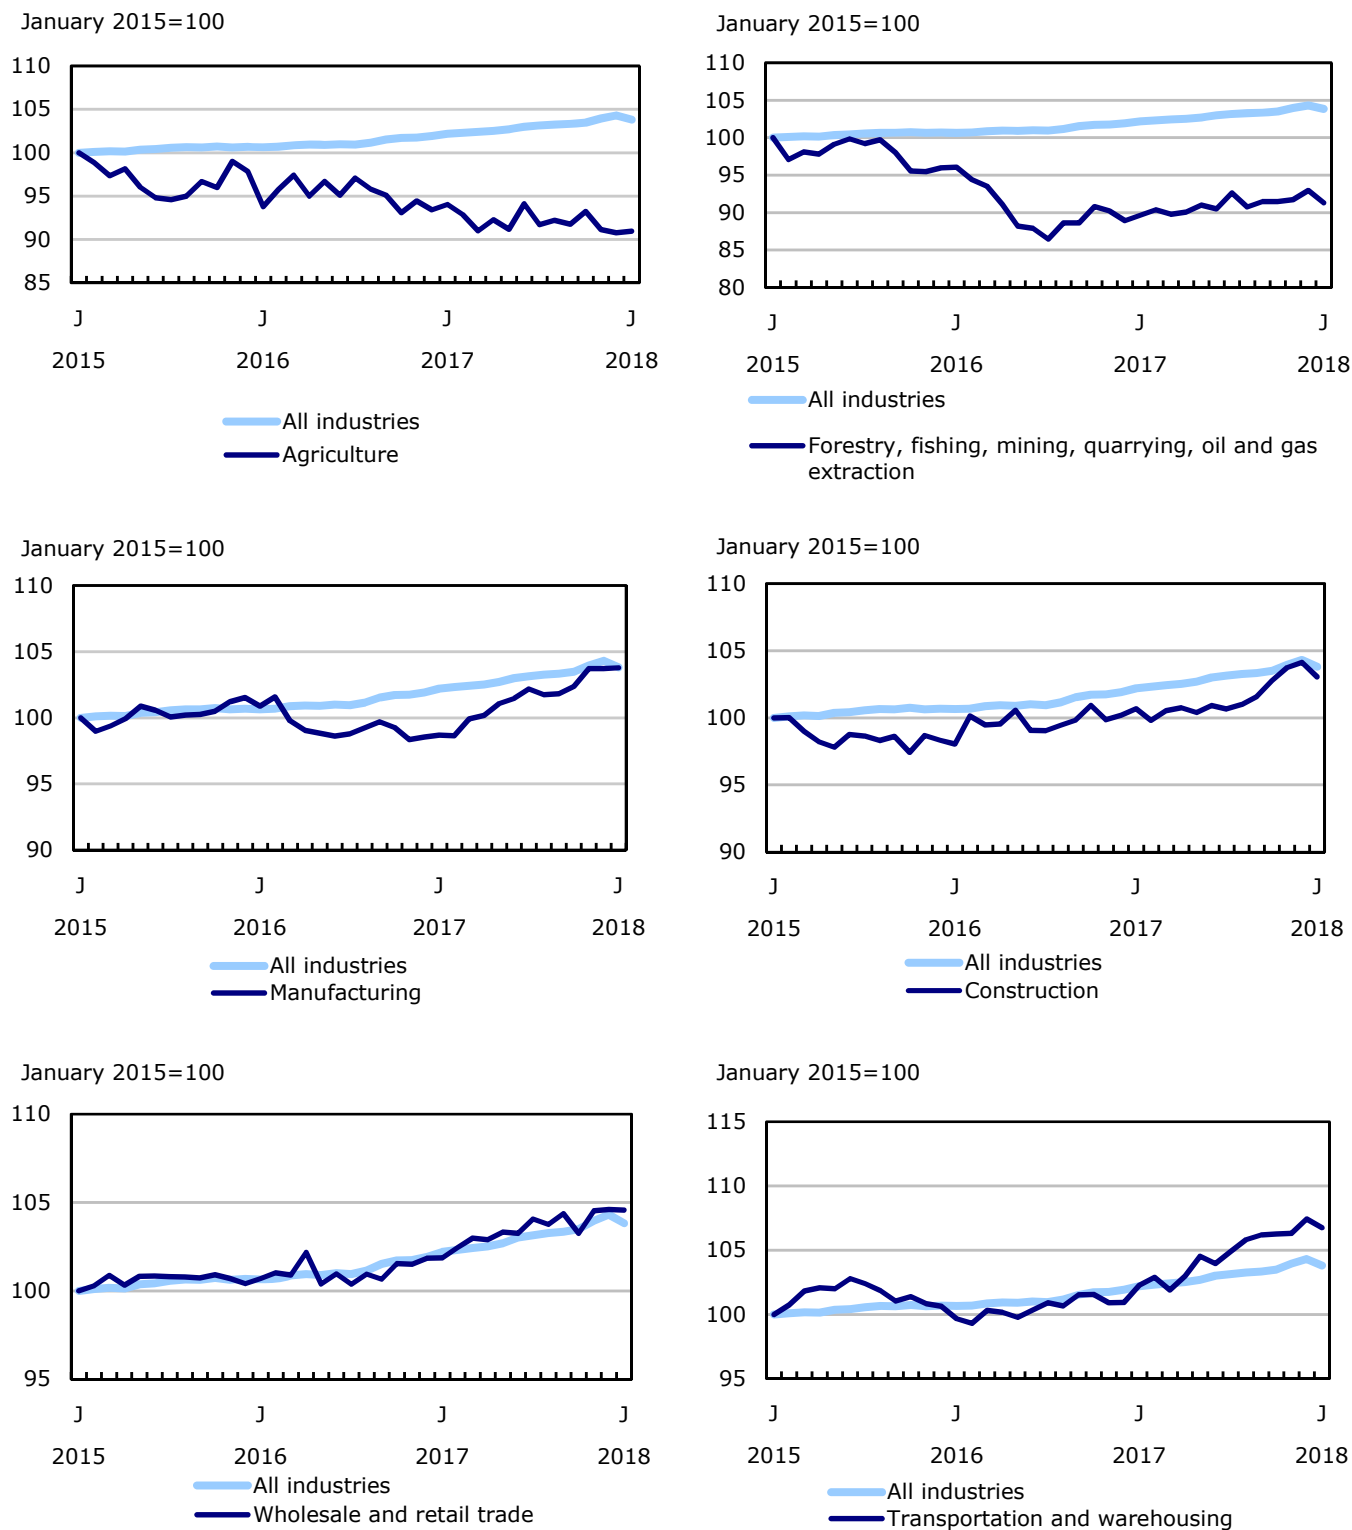 January 2015=100
110
105
100
95
90
85
J J J J
2015 2016 2017 2018
All industries
Agriculture
January 2015=100
110
105
100
95
90
85
80
J J J J
2015 2016 2017 2018
All industries
Forestry, fishing, mining, quarrying, oil and gas
extraction
January 2015=100
110
105
100
95
90
J J J J
2015 2016 2017 2018
All industries
Manufacturing
January 2015=100
110
105
100
95
90
J J J J
2015 2016 2017 2018
All industries
Construction
January 2015=100
110
105
100
95
J J J J
2015 2016 2017 2018
All industries
Wholesale and retail trade
January 2015=100
115
110
105
100
95
J J J J
2015 2016 2017 2018
All industries
Transportation and warehousing